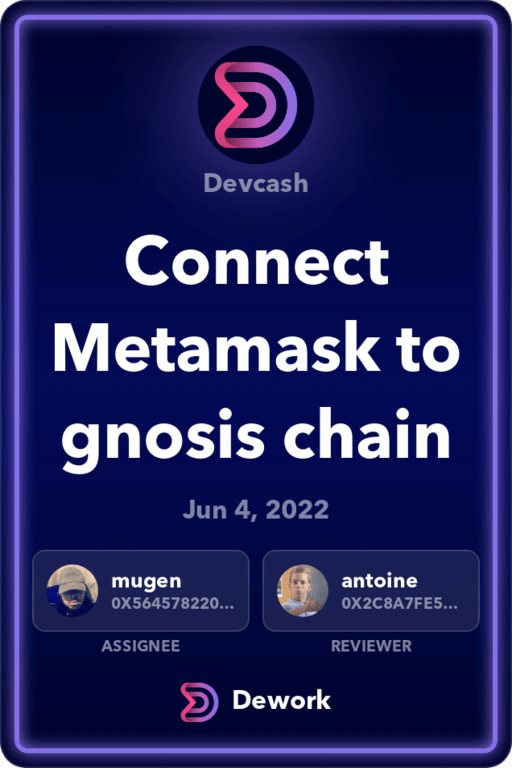 Devcash
Connect
Metamask to
gnosis chain
Jun 4, 2022
mugen
0X564578220...
ASSIGNEE
antoine
0X2C8A7FE5...
REVIEWER
Dework